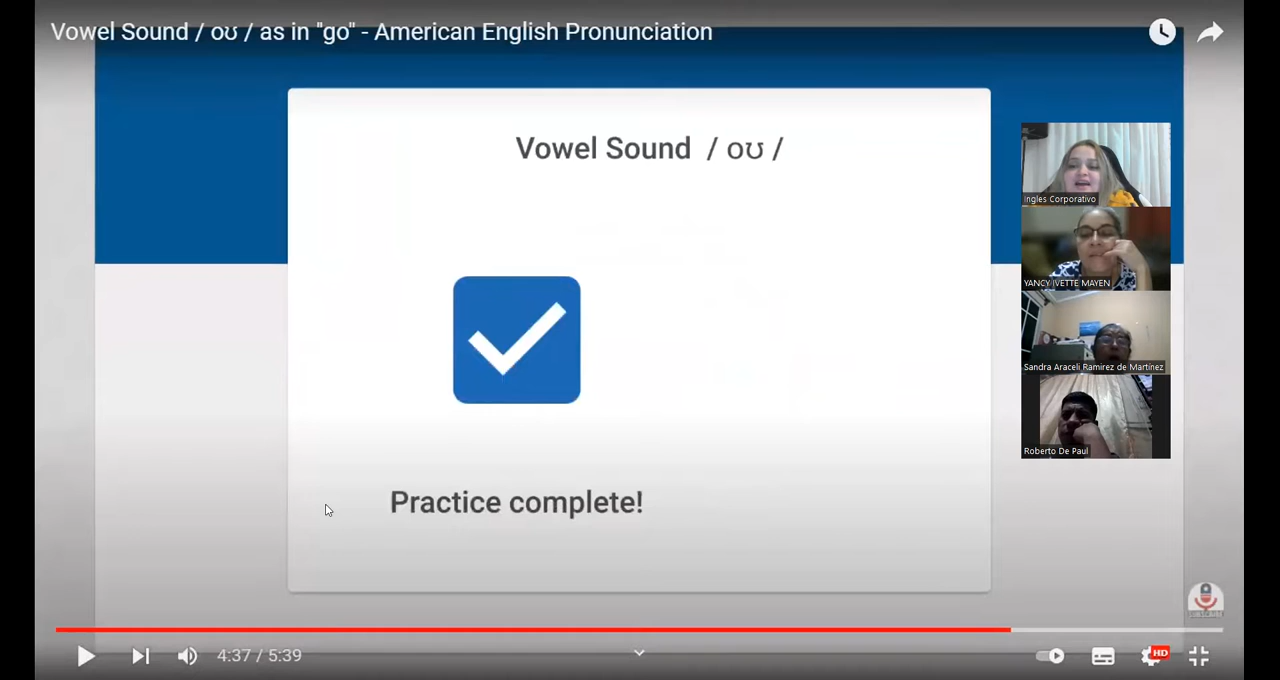 Vowel Sound / oʊ / as in "go" - American English Pronunciation
Vowel Sound / oʊ /
Ingles Corporativo
YANCY IVETTE MAYEN
Sandra Araceli Ramirez de Martinez
Roberto De Paul
Practice complete!
4:37 / 5:39
HD